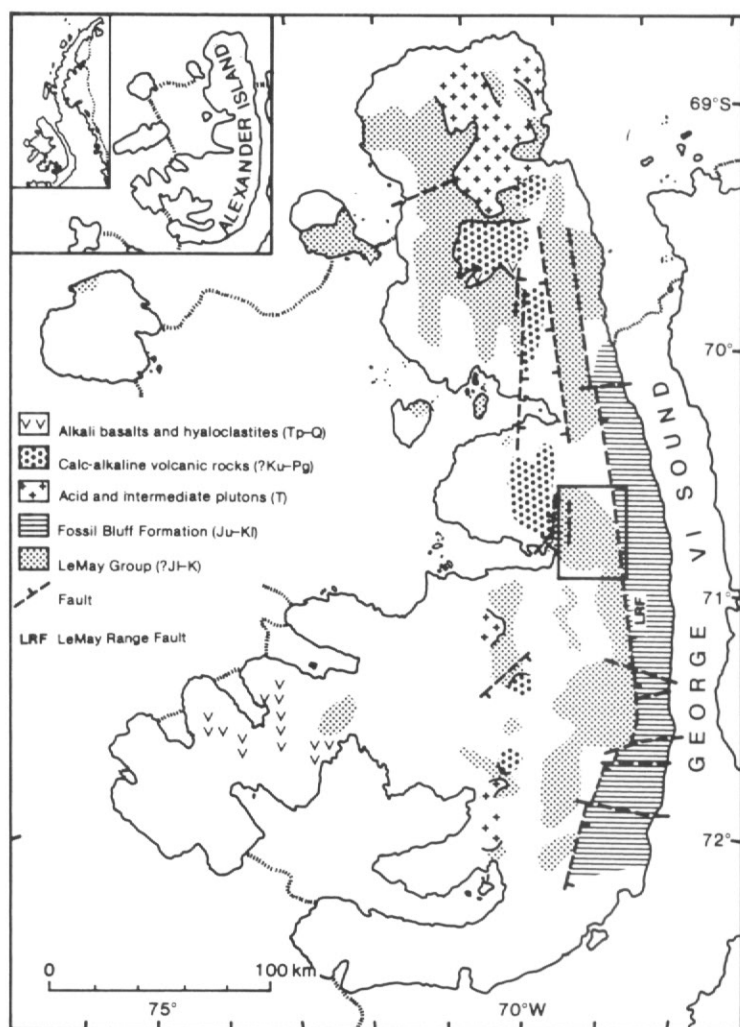 ALEXANDER ISLAND
69°S
70°
Alkali basalts and hyaloclastites (Tp–Q)
Calc-alkaline volcanic rocks (?Ku–Pg)
Acid and intermediate plutons (T)
Fossil Bluff Formation (Ju–Kl)
LeMay Group (?Jl–K)
Fault
LRF LeMay Range Fault
71°
LRF
GEORGE VI SOUND
72°
0 100 km
75° 70°W